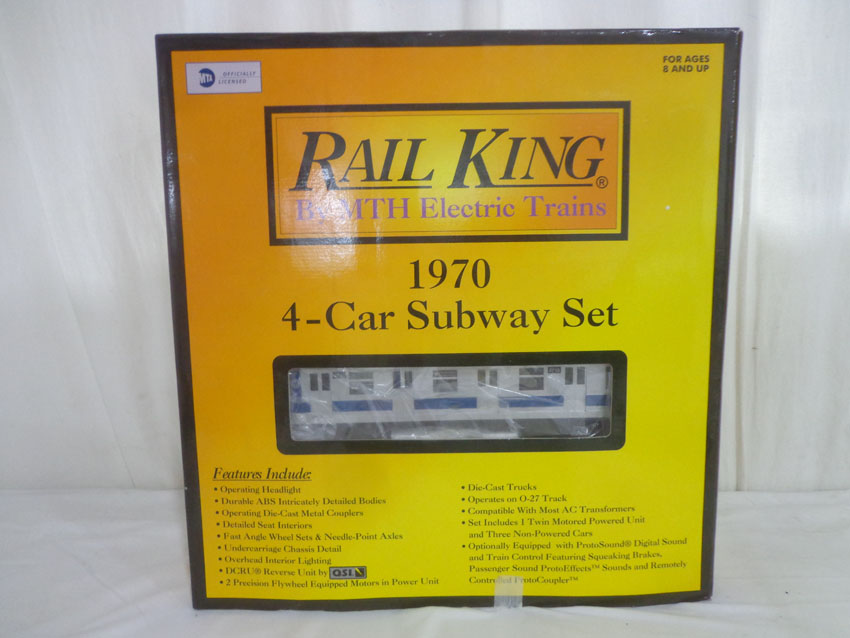 MTA OFFICIALLY
LICENSED
FOR AGES
8 AND UP
RAIL KING®
By MTH Electric Trains
1970
4-Car Subway Set
Features Include:
• Operating Headlight
• Durable ABS Intricately Detailed Bodies
• Operating Die-Cast Metal Couplers
• Detailed Seat Interiors
• Fast Angle Wheel Sets & Needle-Point Axles
• Undercarriage Chassis Detail
• Overhead Interior Lighting
• DCRU® Reverse Unit by QSI
• 2 Precision Flywheel Equipped Motors in Power Unit
• Die-Cast Trucks
• Operates on O-27 Track
• Compatible With Most AC Transformers
• Set Includes 1 Twin Motored Powered Unit
and Three Non-Powered Cars
• Optionally Equipped with ProtoSound® Digital Sound
and Train Control Featuring Squeaking Brakes,
Passenger Sound ProtoEffects™ Sounds and Remotely
Controlled ProtoCoupler™